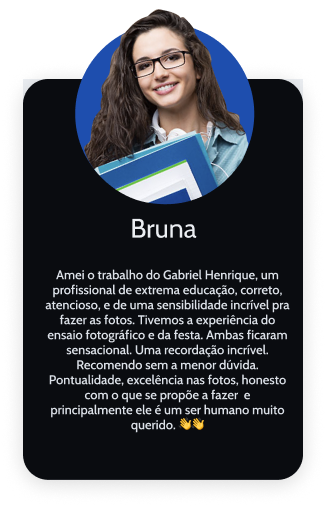 Bruna
Amei o trabalho do Gabriel Henrique, um
profissional de extrema educação, correto,
atencioso, e de uma sensibilidade incrível pra
fazer as fotos. Tivemos a experiência do
ensaio fotográfico e da festa. Ambas ficaram
sensacional. Uma recordação incrível.
Recomendo sem a menor dúvida.
Pontualidade, excelência nas fotos, honesto
com o que se propõe a fazer  e
principalmente ele é um ser humano muito
querido. 👏👏